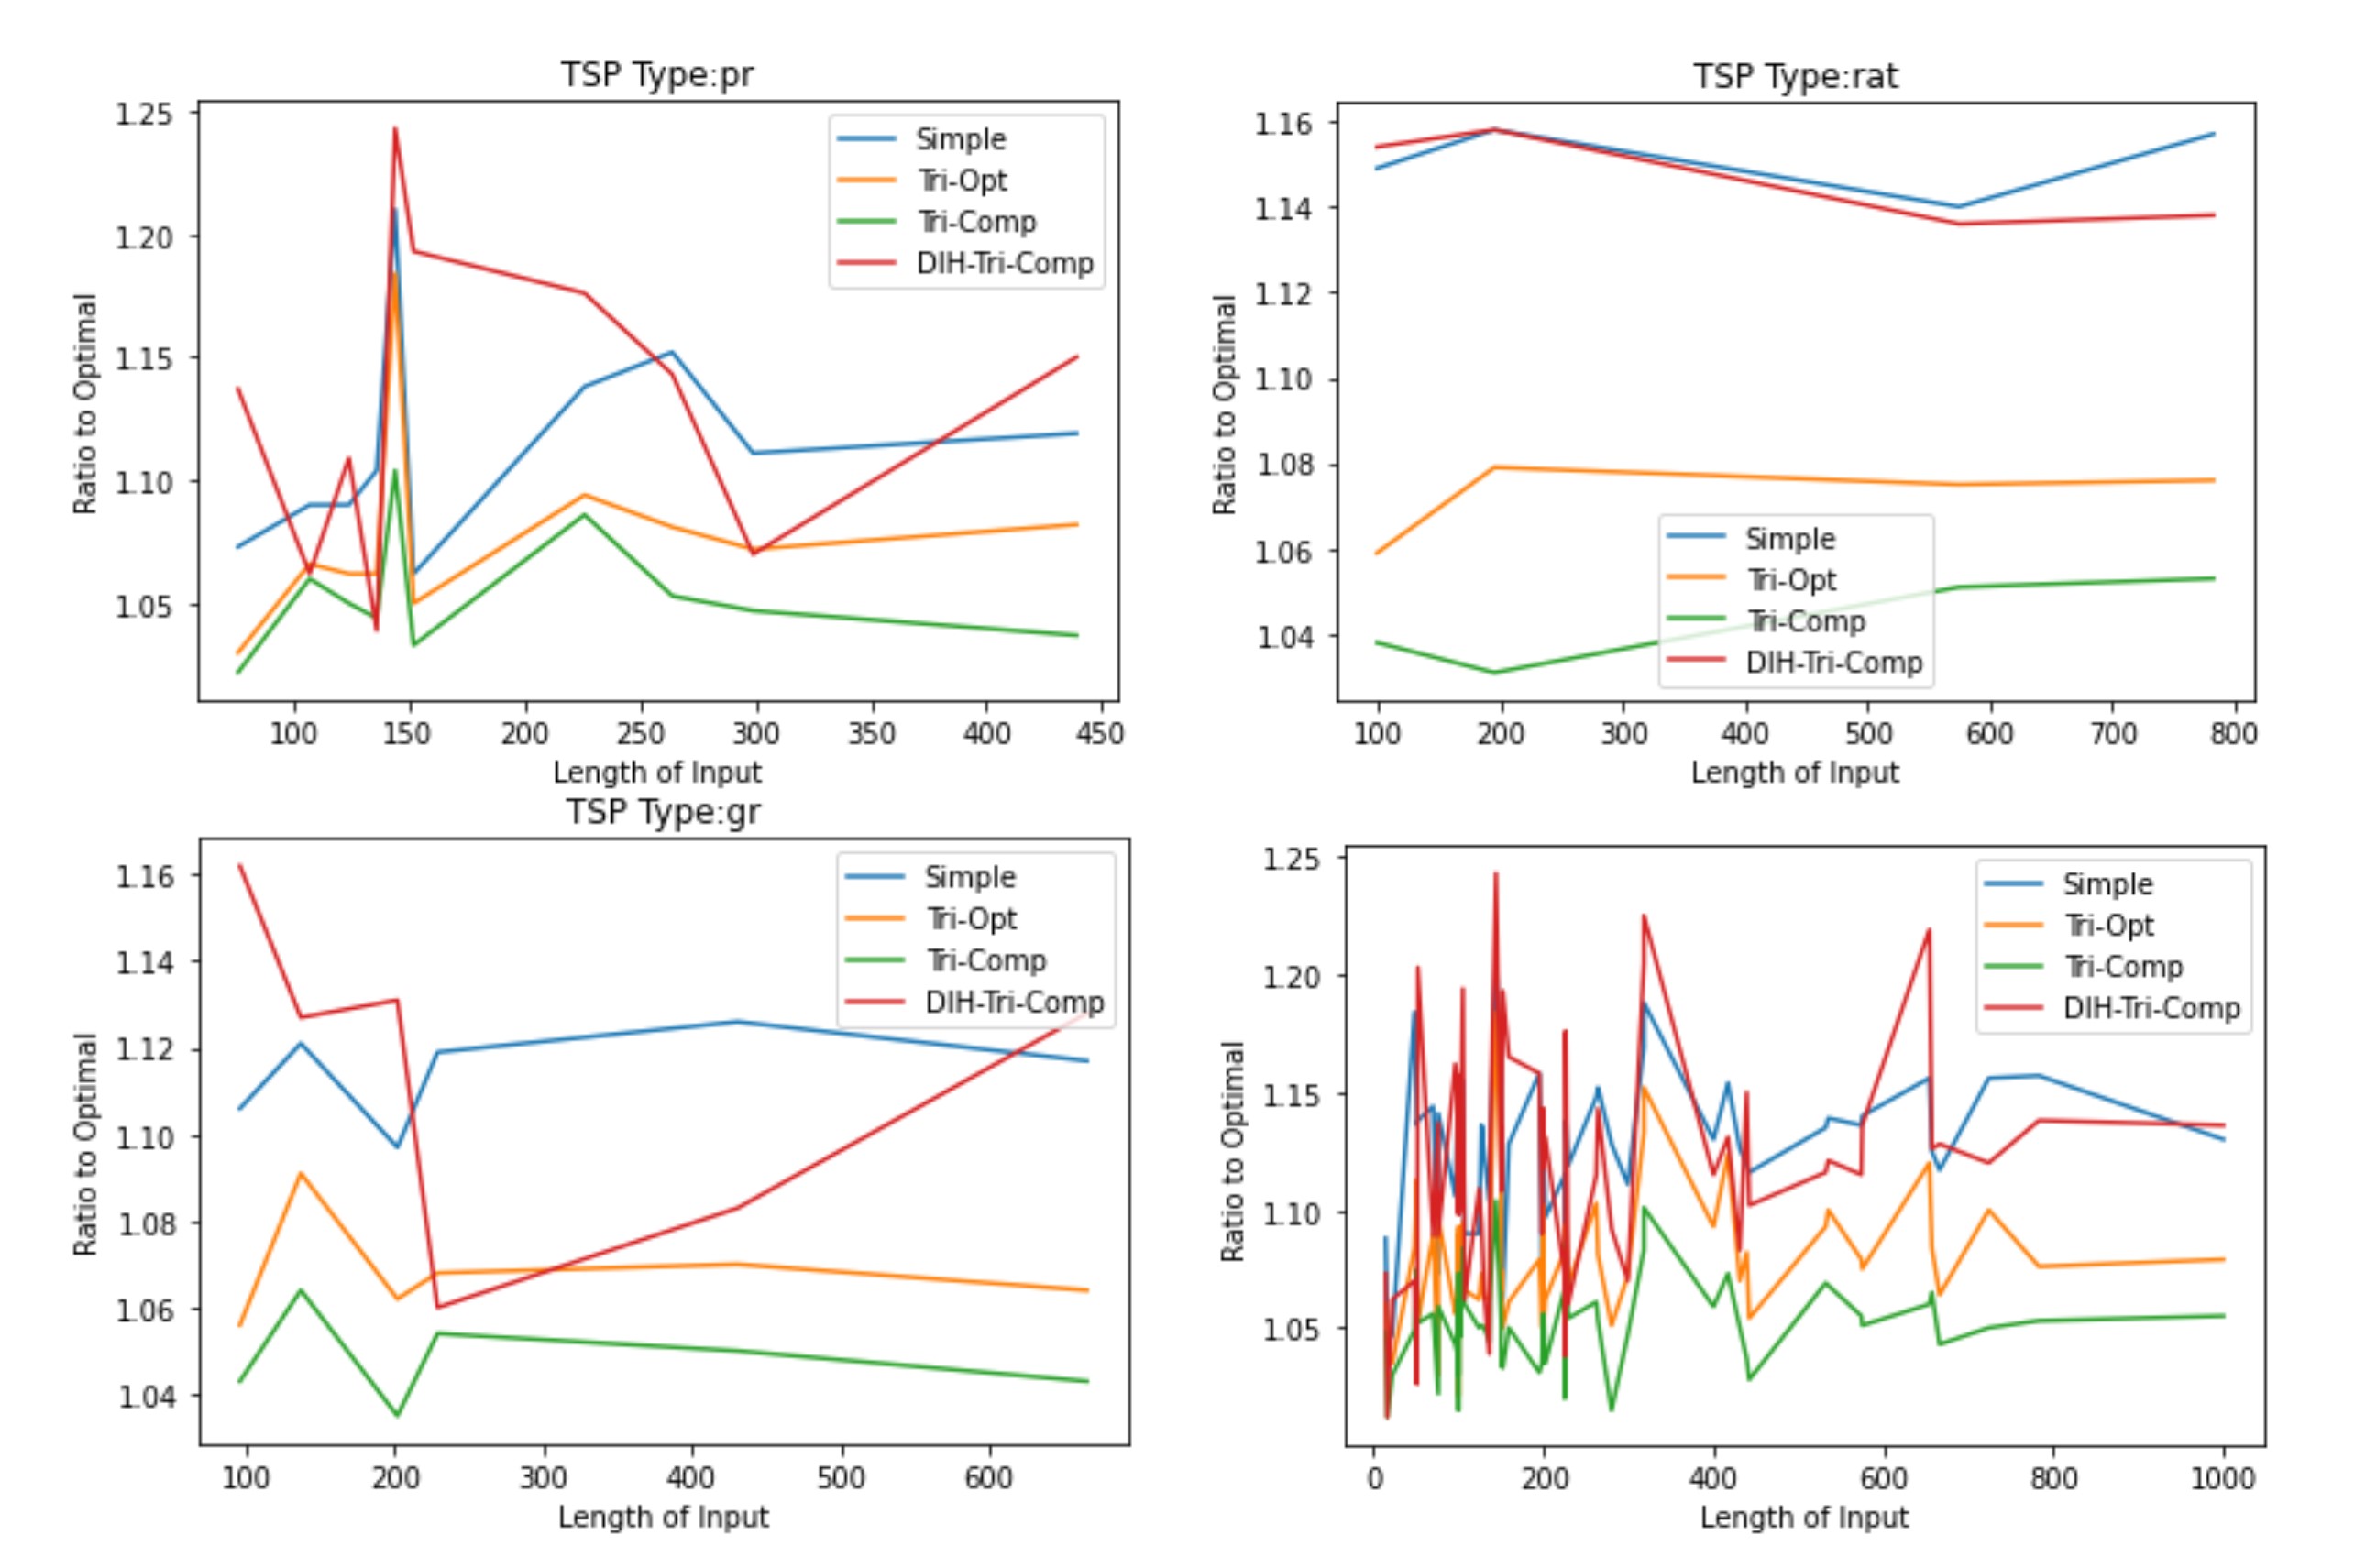 TSP Type:pr
1.25
1.20
1.15
1.10
1.05
Ratio to Optimal
Simple
Tri-Opt
Tri-Comp
DIH-Tri-Comp
100 150 200 250 300 350 400 450
Length of Input
TSP Type:rat
1.16
1.14
1.12
1.10
1.08
1.06
1.04
Ratio to Optimal
Simple
Tri-Opt
Tri-Comp
DIH-Tri-Comp
100 200 300 400 500 600 700 800
Length of Input
TSP Type:gr
1.16
1.14
1.12
1.10
1.08
1.06
1.04
Ratio to Optimal
Simple
Tri-Opt
Tri-Comp
DIH-Tri-Comp
100 200 300 400 500 600
Length of Input
1.25
1.20
1.15
1.10
1.05
Ratio to Optimal
Simple
Tri-Opt
Tri-Comp
DIH-Tri-Comp
0 200 400 600 800 1000
Length of Input